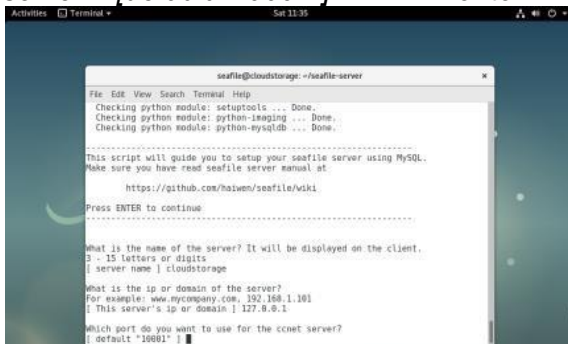 Activities Terminal Sat 11:35
seafile@cloudstorage: ~/seafile-server
File Edit View Search Terminal Help
Checking python module: setuptools ... Done.
Checking python module: python-imaging ... Done.
Checking python module: python-mysqldb ... Done.
-----------------------------------------------------------------
This script will guide you to setup your seafile server using MySQL.
Make sure you have read seafile server manual at
https://github.com/haiwen/seafile/wiki
Press ENTER to continue
-----------------------------------------------------------------
What is the name of the server? It will be displayed on the client.
3 - 15 letters or digits
[ server name ] cloudstorage
What is the ip or domain of the server?
For example: www.mycompany.com, 192.168.1.101
[ This server's ip or domain ] 127.0.0.1
Which port do you want to use for the ccnet server?
[ default "10001" ]